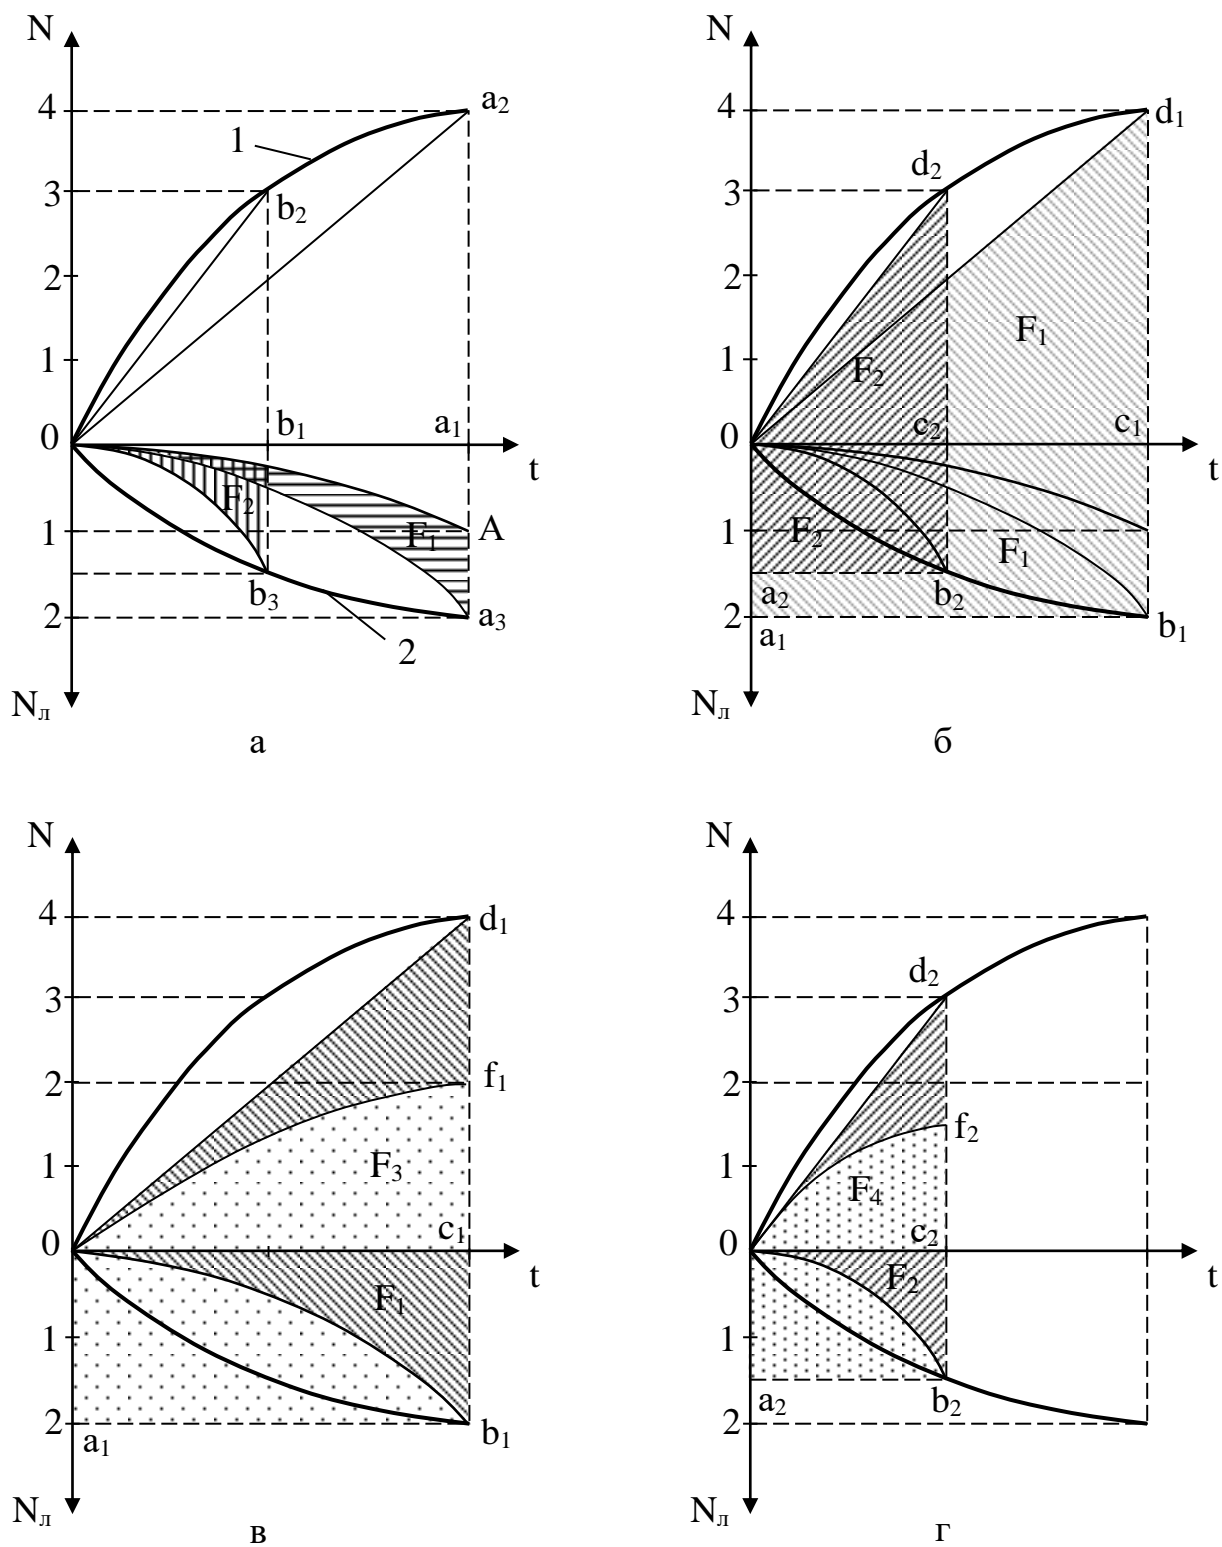 N
4
a₂
1
3
b₂
2
1
0
b₁
a₁
t
F₂
F₁
1
A
b₃
a₃
2
2
Nл
а
N
4
d₁
d₂
3
2
F₁
1
F₂
0
c₂
c₁
t
1
F₂
F₁
a₂
b₂
2
a₁
b₁
Nл
б
N
4
d₁
3
2
f₁
1
F₃
0
c₁
t
F₁
1
2
a₁
b₁
Nл
в
N
4
d₂
3
2
f₂
1
F₄
0
c₂
t
F₂
1
a₂
b₂
2
Nл
г